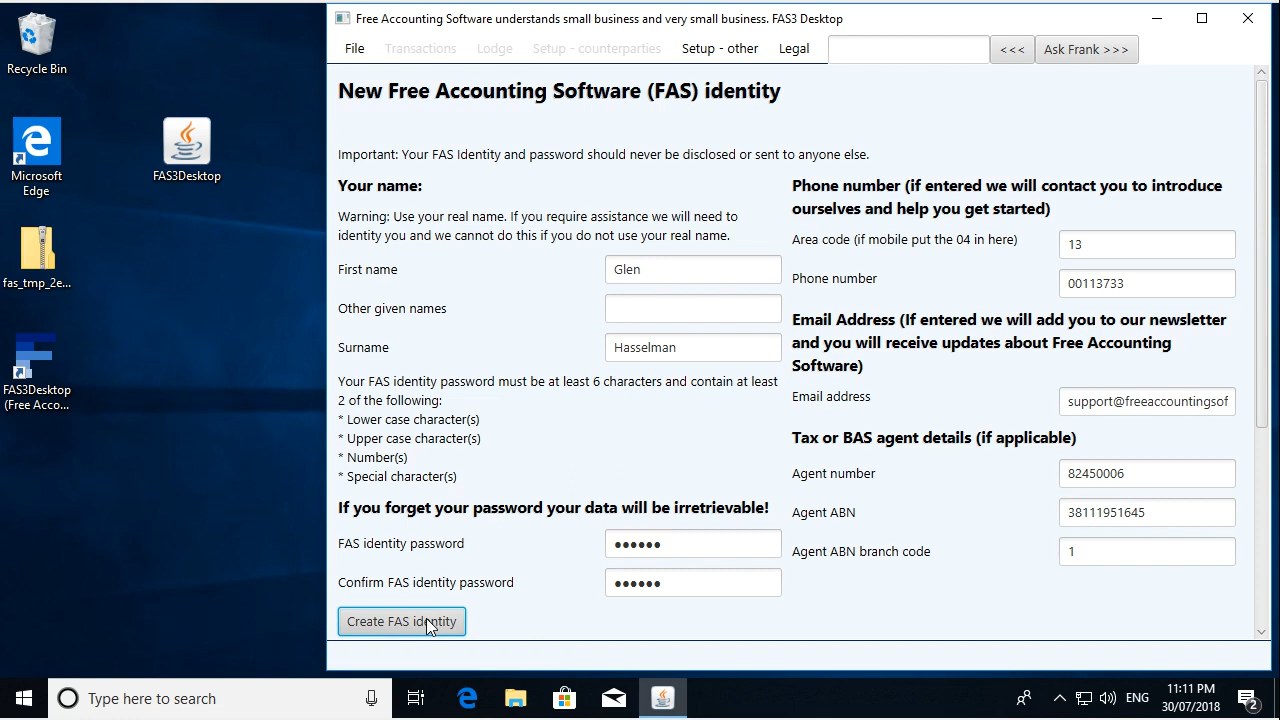 Recycle Bin
Microsoft
Edge
fas_tmp_2e...
FAS3Desktop
(Free Acco...
FAS3Desktop
Free Accounting Software understands small business and very small business. FAS3 Desktop
File Transactions Lodge Setup - counterparties Setup - other Legal <<< Ask Frank >>>
New Free Accounting Software (FAS) identity
Important: Your FAS Identity and password should never be disclosed or sent to anyone else.
Your name:
Warning: Use your real name. If you require assistance we will need to
identify you and we cannot do this if you do not use your real name.
First name Glen
Other given names
Surname Hasselman
Your FAS identity password must be at least 6 characters and contain at least
2 of the following:
* Lower case character(s)
* Upper case character(s)
* Number(s)
* Special character(s)
If you forget your password your data will be irretrievable!
FAS identity password ●●●●●●
Confirm FAS identity password ●●●●●●
Create FAS identity
Phone number (if entered we will contact you to introduce
ourselves and help you get started)
Area code (if mobile put the 04 in here) 13
Phone number 00113733
Email Address (If entered we will add you to our newsletter
and you will receive updates about Free Accounting
Software)
Email address support@freeaccountingsof
Tax or BAS agent details (if applicable)
Agent number 82450006
Agent ABN 38111951645
Agent ABN branch code 1
Type here to search
ENG
11:11 PM
30/07/2018
2